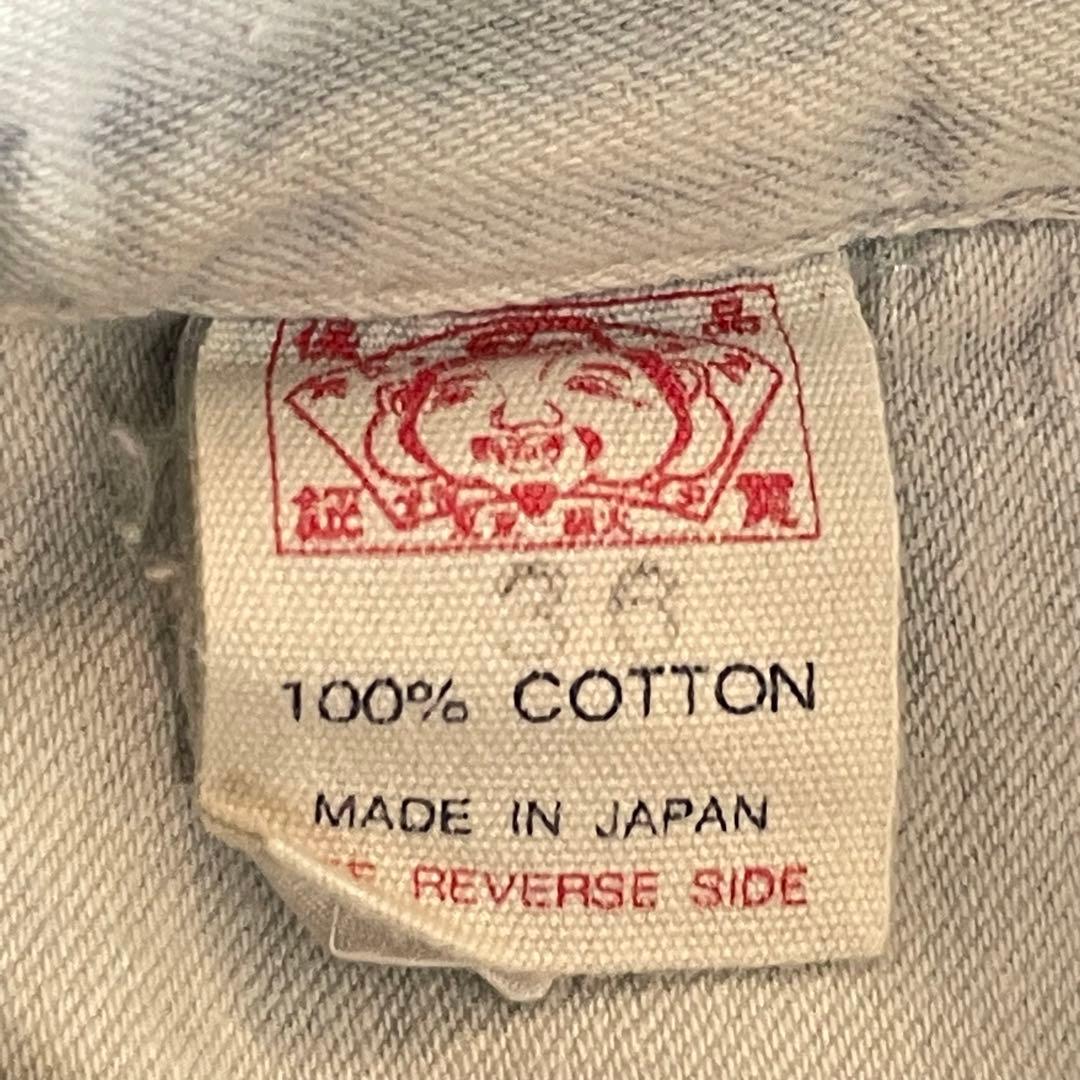 保 品
証 質
100% COTTON
MADE IN JAPAN
REVERSE SIDE